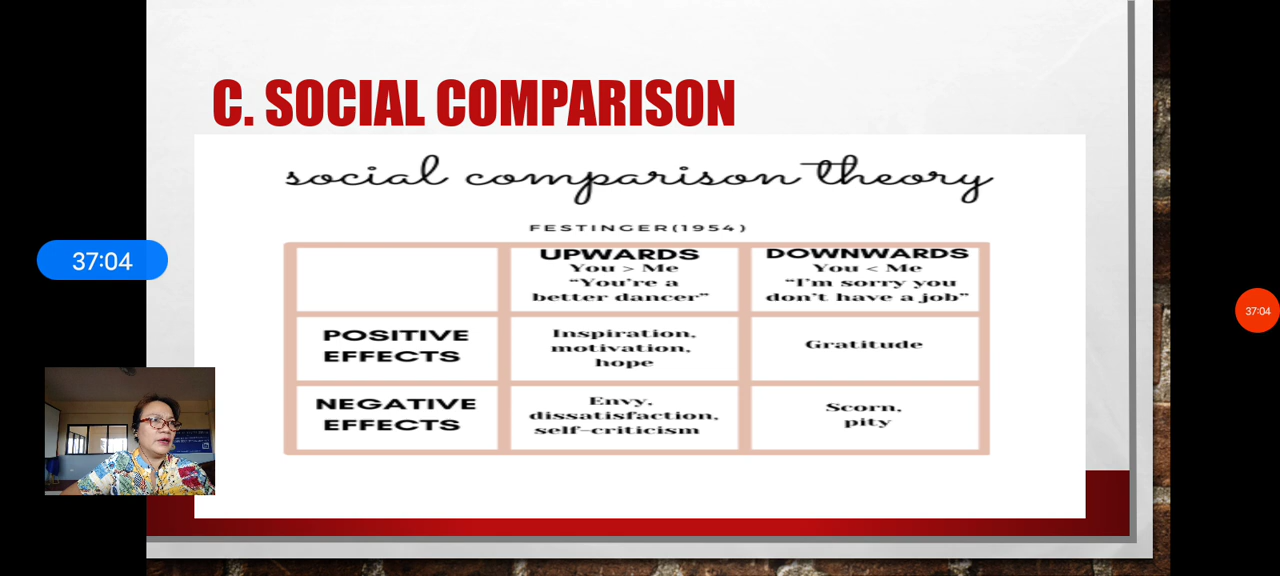 C. SOCIAL COMPARISON
social comparison theory
FESTINGER(1954)
UPWARDS
You > Me
“You’re a
better dancer”
DOWNWARDS
You < Me
“I’m sorry you
don’t have a job”
POSITIVE
EFFECTS
Inspiration,
motivation,
hope
Gratitude
NEGATIVE
EFFECTS
Envy,
dissatisfaction,
self-criticism
Scorn,
pity
37:04
37:04